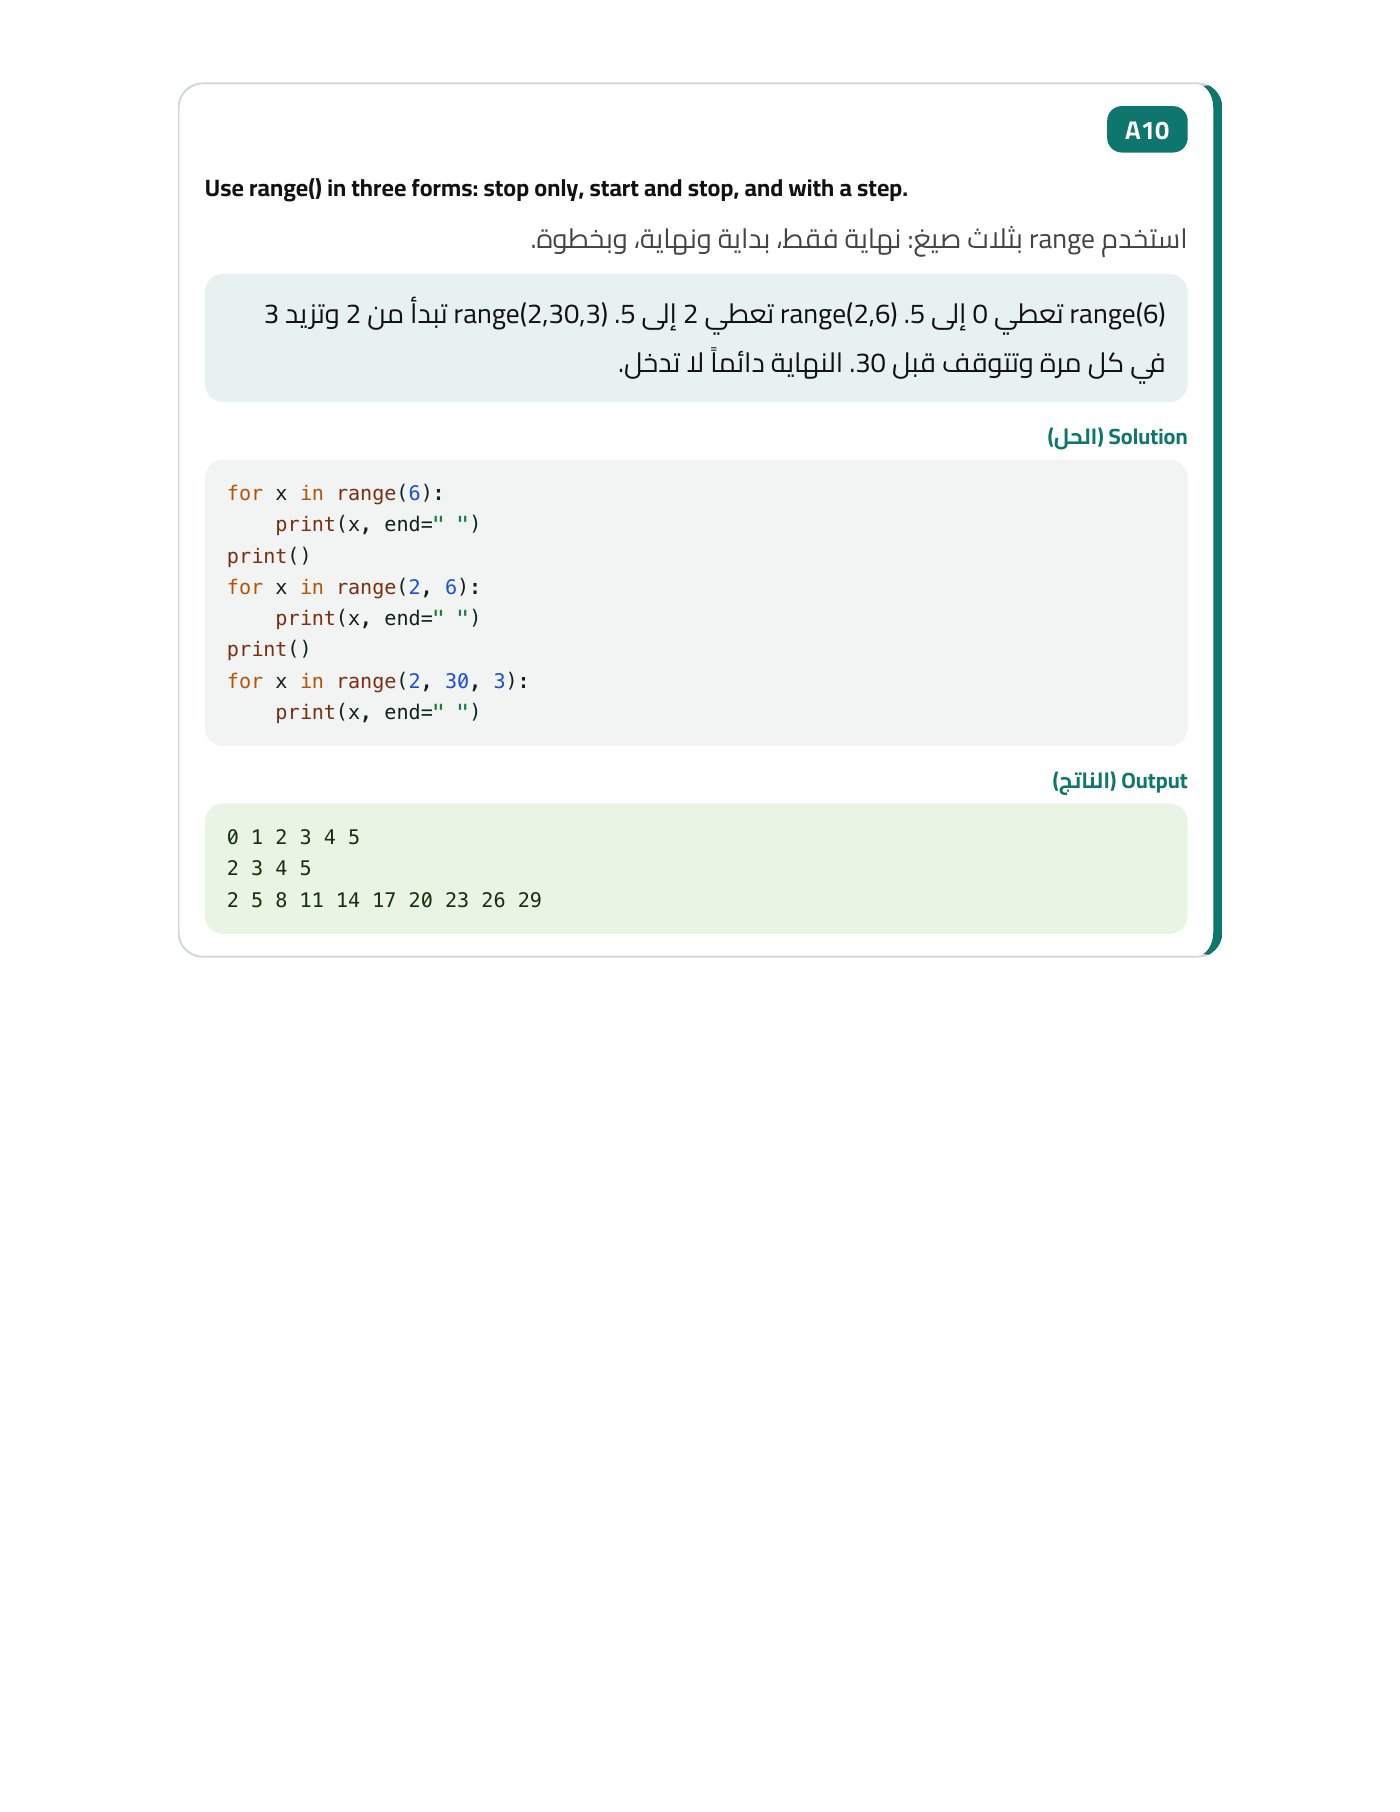 A10
Use range() in three forms: stop only, start and stop, and with a step.
استخدم range بثلاث صيغ: نهاية فقط، بداية ونهاية، وبخطوة.
range(6) تعطي 0 إلى 5. range(2,6) تعطي 2 إلى 5. range(2,30,3) تبدأ من 2 وتزيد 3
في كل مرة وتتوقف قبل 30. النهاية دائماً لا تدخل.
Solution (الحل)
for x in range(6):
    print(x, end=" ")
print()
for x in range(2, 6):
    print(x, end=" ")
print()
for x in range(2, 30, 3):
    print(x, end=" ")
Output (الناتج)
0 1 2 3 4 5
2 3 4 5
2 5 8 11 14 17 20 23 26 29